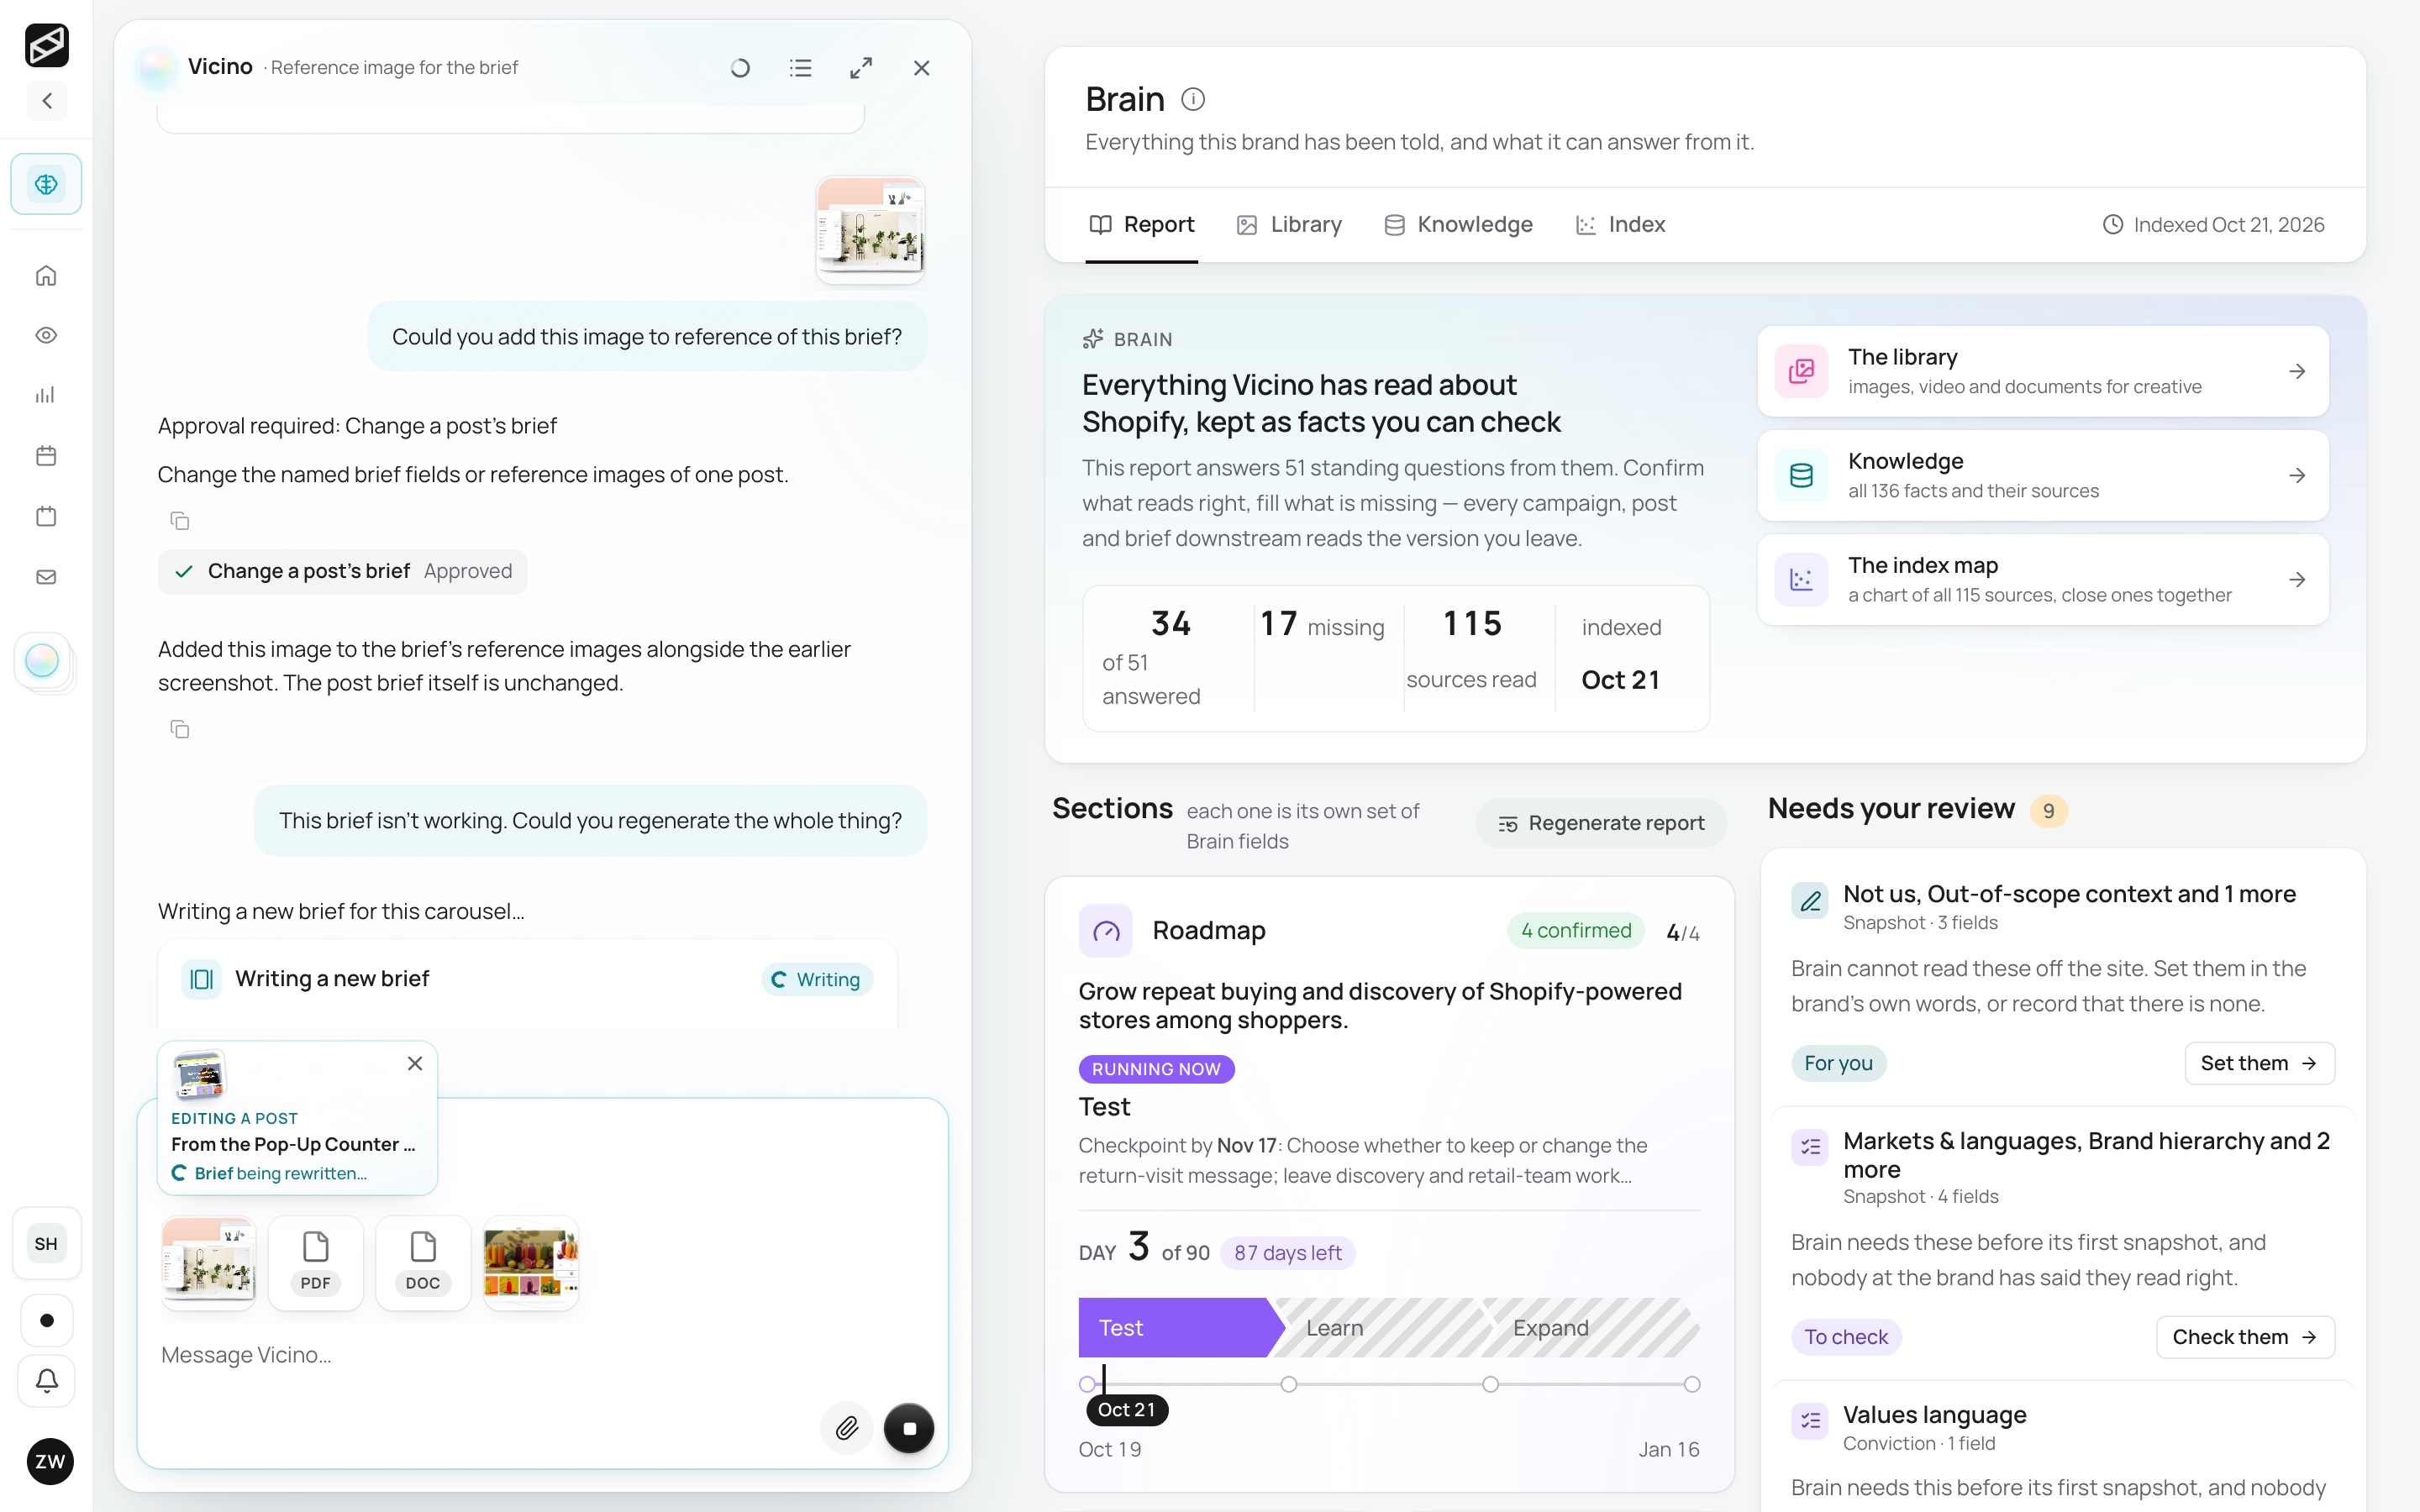 Vicino · Reference image for the brief
Could you add this image to reference of this brief?
Approval required: Change a post's brief
Change the named brief fields or reference images of one post.
Change a post's brief Approved
Added this image to the brief's reference images alongside the earlier
screenshot. The post brief itself is unchanged.
This brief isn't working. Could you regenerate the whole thing?
Writing a new brief for this carousel...
Writing a new brief
Writing
EDITING A POST
From the Pop-Up Counter ...
Brief being rewritten...
PDF
DOC
Message Vicino...
SH
ZW
Brain
Everything this brand has been told, and what it can answer from it.
Report
Library
Knowledge
Index
Indexed Oct 21, 2026
BRAIN
Everything Vicino has read about
Shopify, kept as facts you can check
This report answers 51 standing questions from them. Confirm
what reads right, fill what is missing — every campaign, post
and brief downstream reads the version you leave.
34
of 51
answered
17 missing
115
sources read
indexed
Oct 21
The library
images, video and documents for creative
Knowledge
all 136 facts and their sources
The index map
a chart of all 115 sources, close ones together
Sections
each one is its own set of
Brain fields
Regenerate report
Roadmap
4 confirmed
4/4
Grow repeat buying and discovery of Shopify-powered
stores among shoppers.
RUNNING NOW
Test
Checkpoint by Nov 17: Choose whether to keep or change the
return-visit message; leave discovery and retail-team work...
DAY 3 of 90
87 days left
Test
Learn
Expand
Oct 21
Oct 19
Jan 16
Needs your review 9
Not us, Out-of-scope context and 1 more
Snapshot · 3 fields
Brain cannot read these off the site. Set them in the
brand's own words, or record that there is none.
For you
Set them
Markets & languages, Brand hierarchy and 2
more
Snapshot · 4 fields
Brain needs these before its first snapshot, and
nobody at the brand has said they read right.
To check
Check them
Values language
Conviction · 1 field
Brain needs this before its first snapshot, and nobody